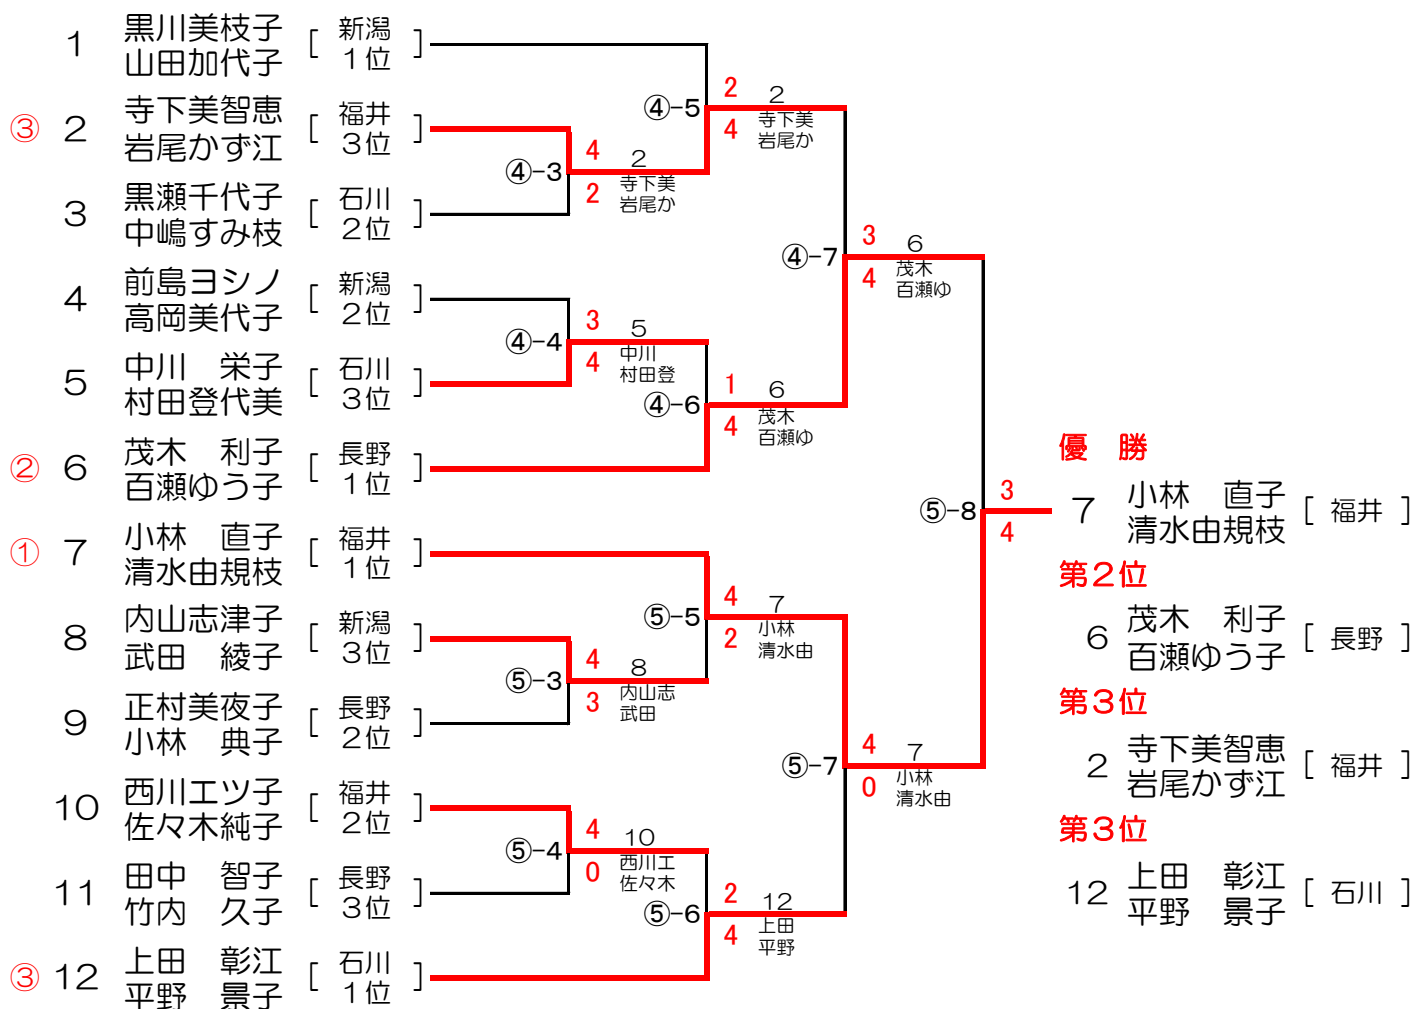 1 黒川美枝子 [ 新潟 ]
山田加代子 1位
③ 2 寺下美智恵 [ 福井 ]
岩尾かず江 3位
3 黒瀬千代子 [ 石川 ]
中嶋すみ枝 2位
4 前島ヨシノ [ 新潟 ]
高岡美代子 2位
5 中川 栄子 [ 石川 ]
村田登代美 3位
② 6 茂木 利子 [ 長野 ]
百瀬ゆう子 1位
① 7 小林 直子 [ 福井 ]
清水由規枝 1位
8 内山志津子 [ 新潟 ]
武田 綾子 3位
9 正村美夜子 [ 長野 ]
小林 典子 2位
10 西川エツ子 [ 福井 ]
佐々木純子 2位
11 田中 智子 [ 長野 ]
竹内 久子 3位
③ 12 上田 彰江 [ 石川 ]
平野 景子 1位
④-3 4 2
2 寺下美
岩尾か
④-4 3 5
4 中川
村田登
⑤-3 4 8
3 内山志
武田
⑤-4 4 10
0 西川エ
佐々木
④-5 2 2
4 寺下美
岩尾か
④-6 1 6
4 茂木
百瀬ゆ
⑤-5 4 7
2 小林
清水由
⑤-6 2 12
4 上田
平野
④-7 3 6
4 茂木
百瀬ゆ
⑤-7 4 7
0 小林
清水由
⑤-8 3
4
優 勝
7 小林 直子 [ 福井 ]
清水由規枝
第2位
6 茂木 利子 [ 長野 ]
百瀬ゆう子
第3位
2 寺下美智恵 [ 福井 ]
岩尾かず江
第3位
12 上田 彰江 [ 石川 ]
平野 景子